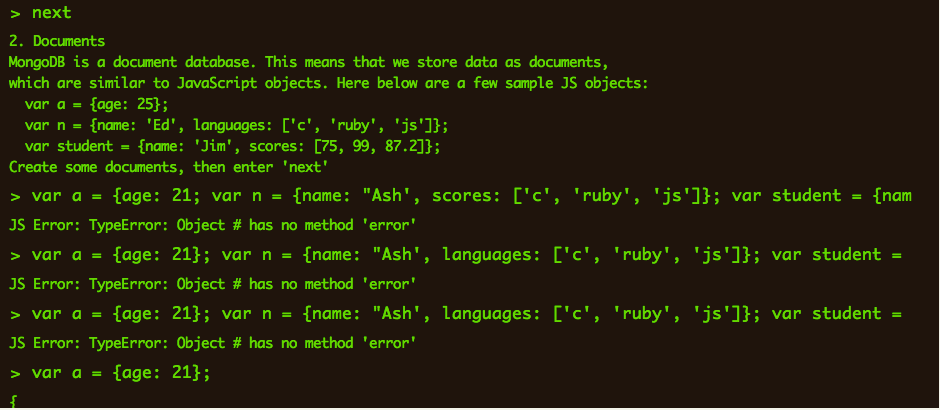 > next
2. Documents
MongoDB is a document database. This means that we store data as documents,
which are similar to JavaScript objects. Here below are a few sample JS objects:
  var a = {age: 25};
  var n = {name: 'Ed', languages: ['c', 'ruby', 'js']};
  var student = {name: 'Jim', scores: [75, 99, 87.2]};
Create some documents, then enter 'next'
> var a = {age: 21; var n = {name: "Ash', scores: ['c', 'ruby', 'js']}; var student = {nam
JS Error: TypeError: Object # has no method 'error'
> var a = {age: 21}; var n = {name: "Ash', languages: ['c', 'ruby', 'js']}; var student =
JS Error: TypeError: Object # has no method 'error'
> var a = {age: 21}; var n = {name: "Ash', languages: ['c', 'ruby', 'js']}; var student =
JS Error: TypeError: Object # has no method 'error'
> var a = {age: 21};
{